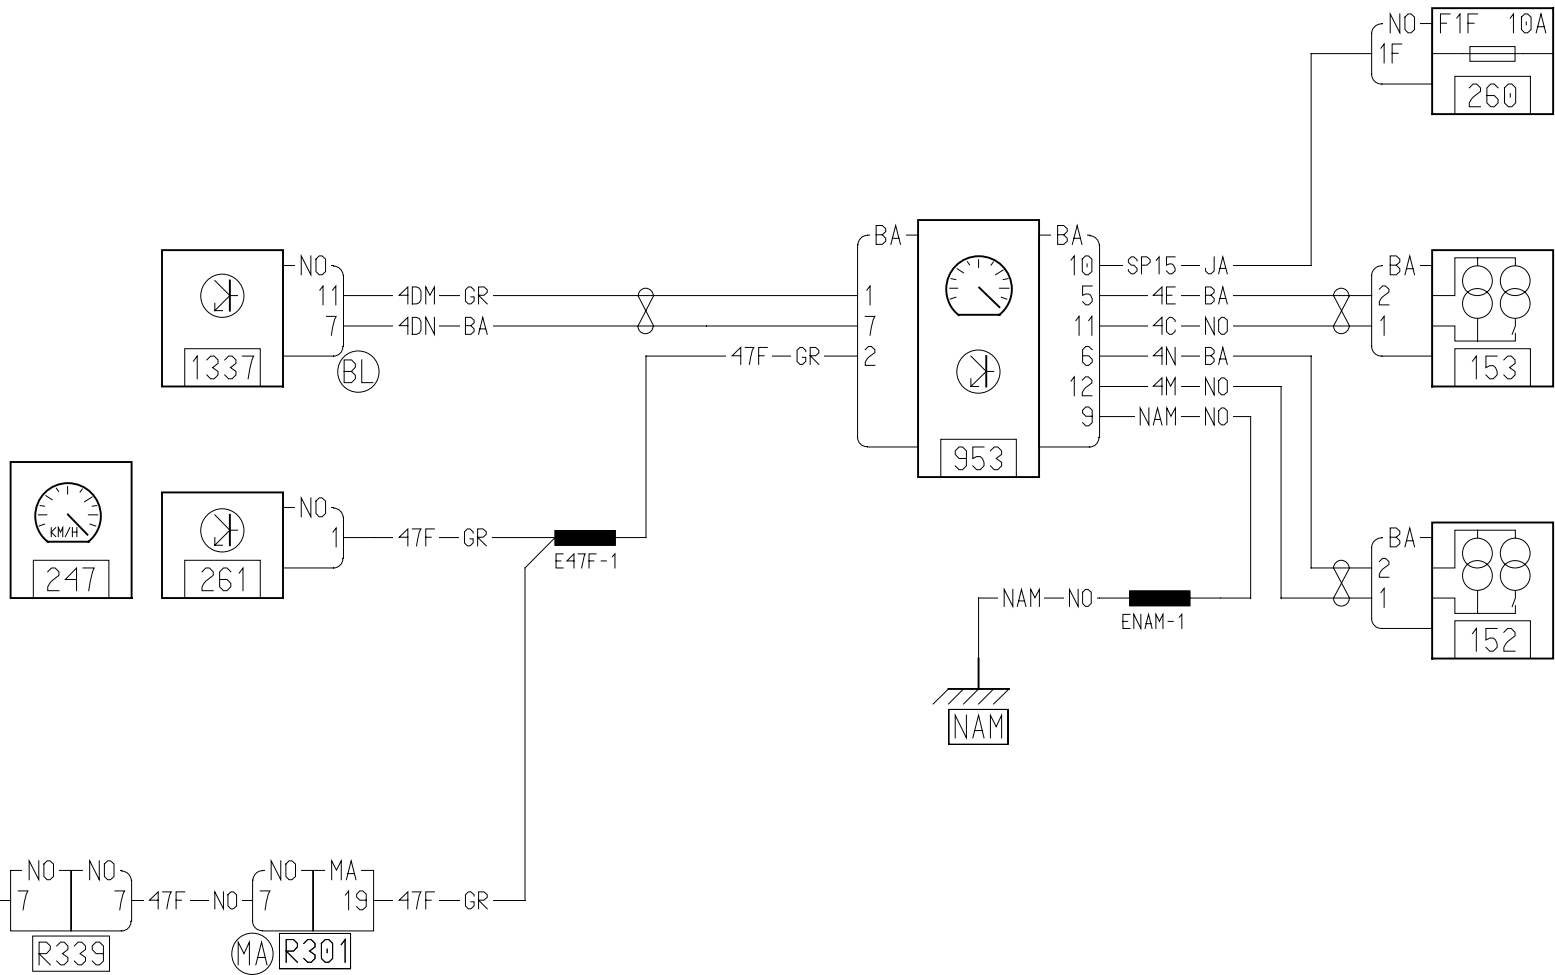 NO F1F 10A
1F
260
BA BA
NO 10 SP15 JA BA
11 4DM GR 1 5 4E BA 2
7 4DN BA 7 11 4C NO 1
47F GR 2 6 4N BA
1337 BL 12 4M NO 153
9 NAM NO
953
NO
KM/H 1 47F GR BA
E47F-1
247 261 2
NAM NO 1
ENAM-1
152
NAM
NO NO NO MA
7 7 47F NO 7 19 47F GR
R339 MA R301